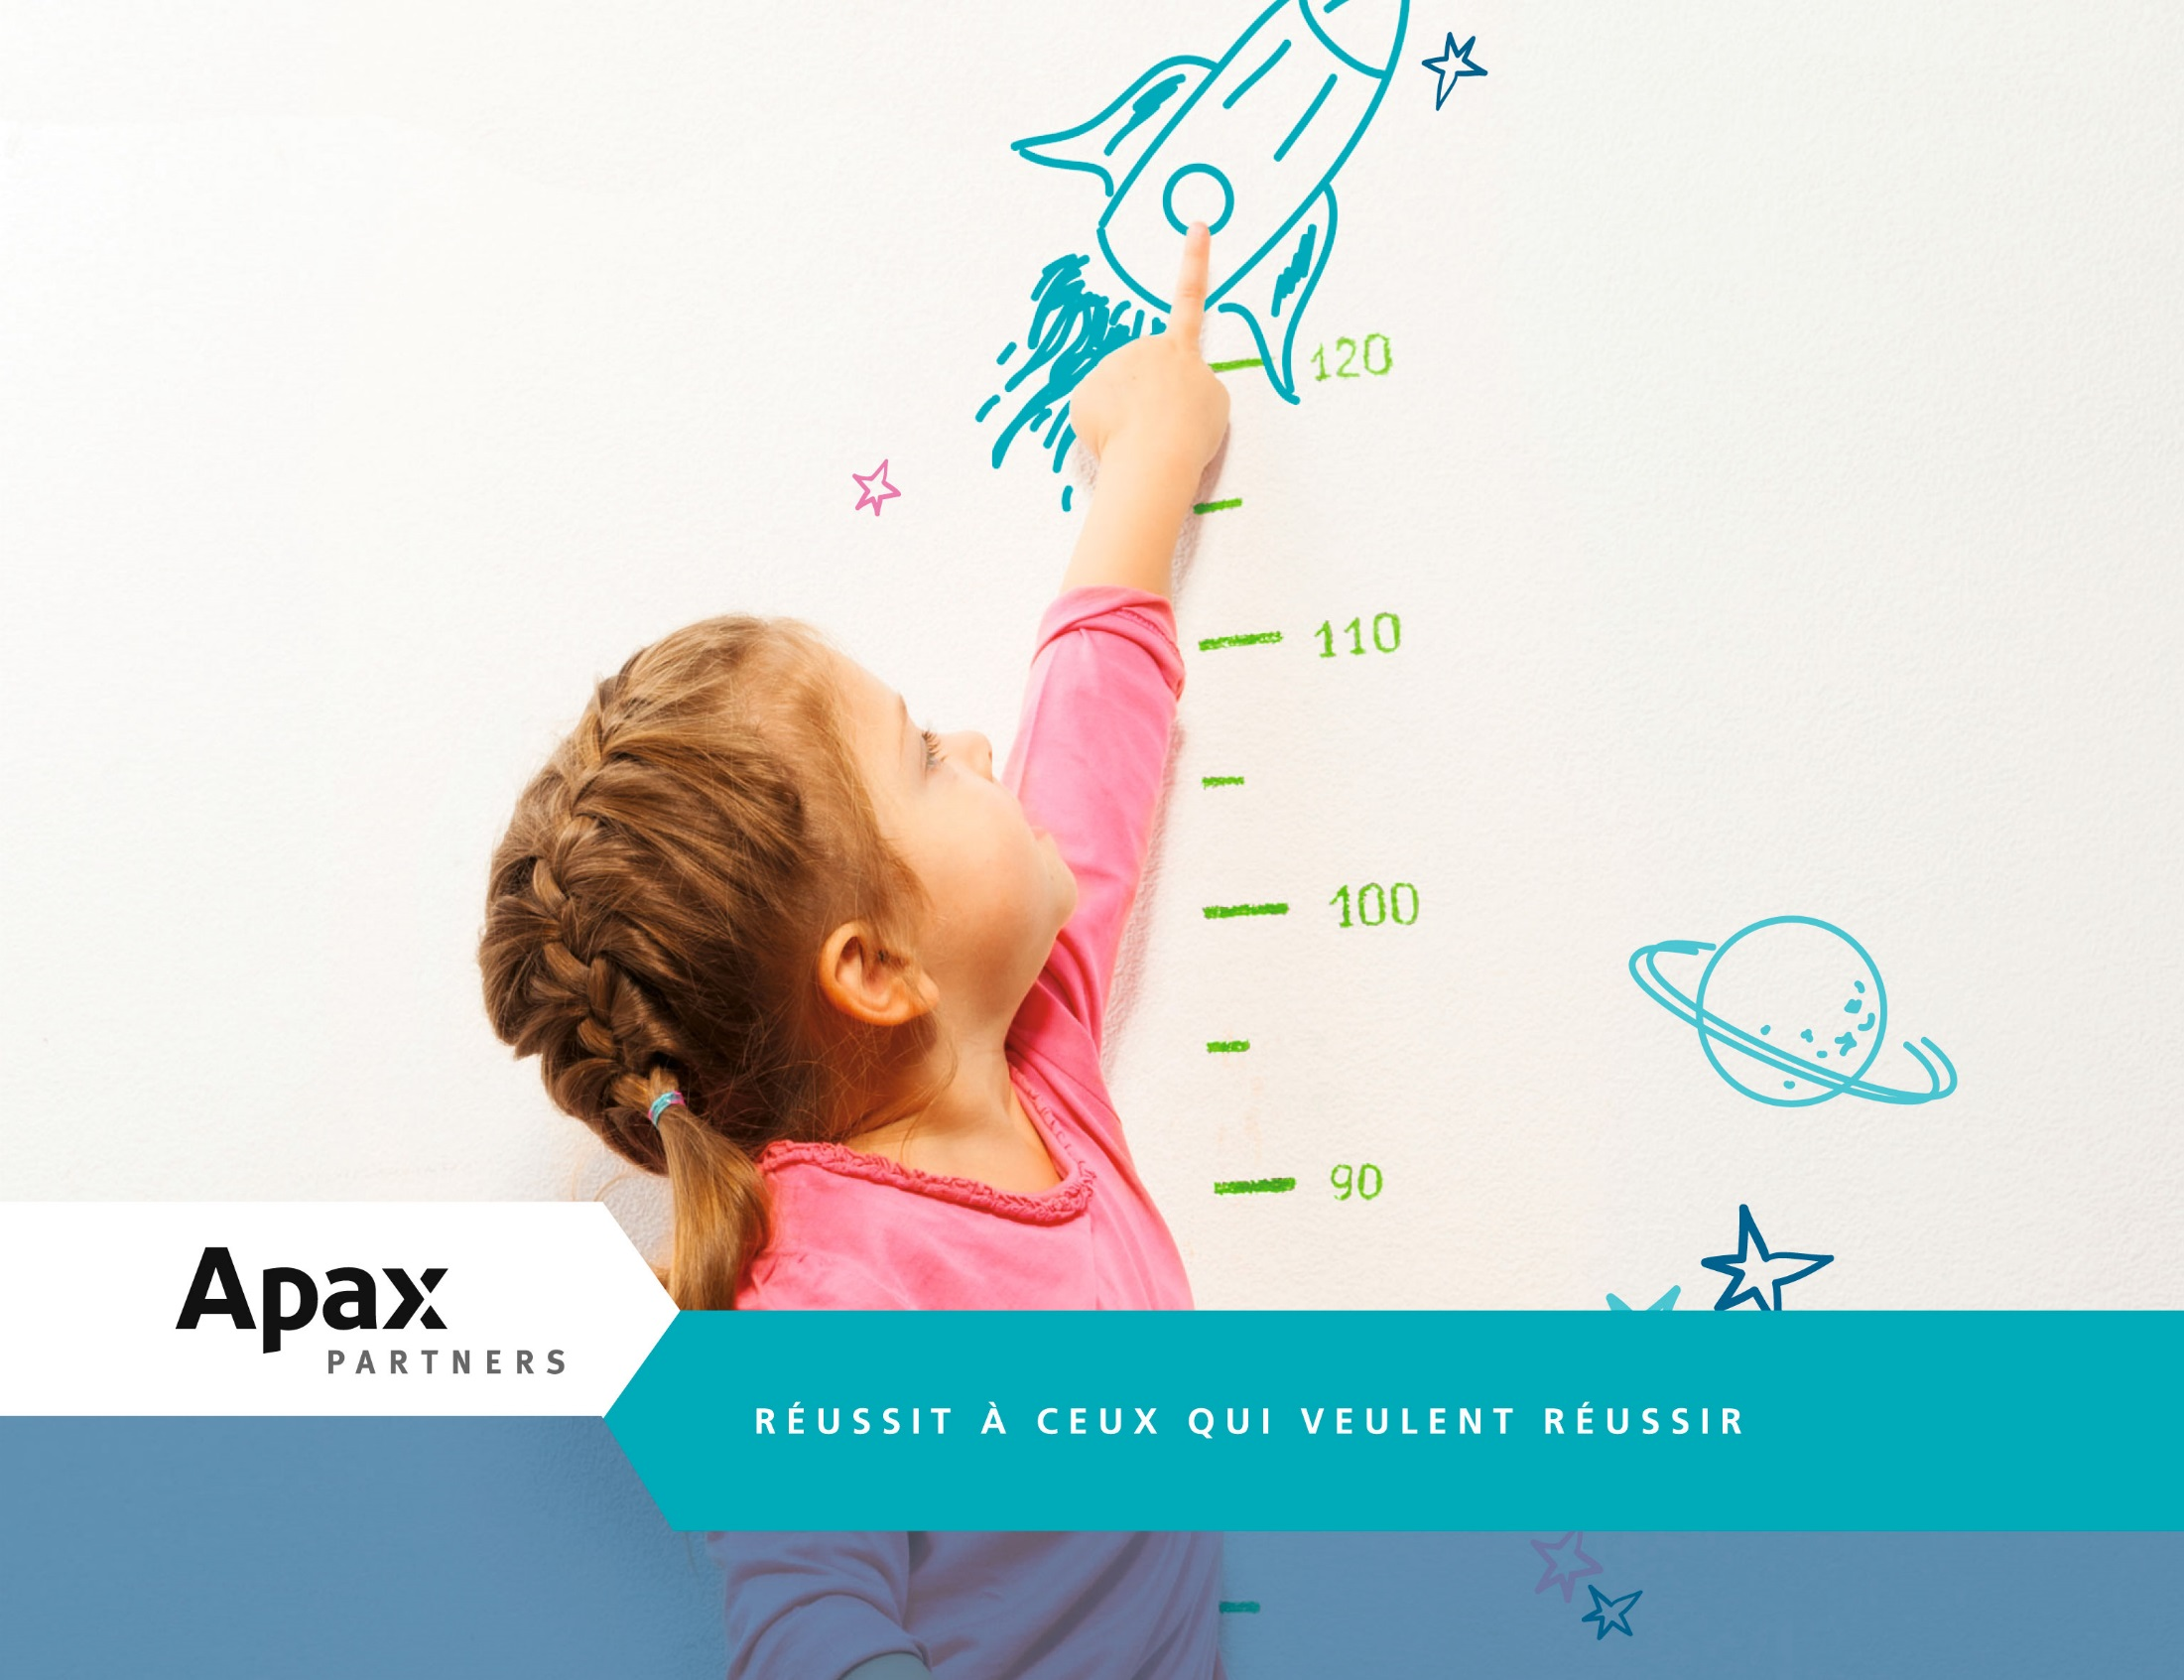 120
110
100
90
Apax
PARTNERS
RÉUSSIT À CEUX QUI VEULENT RÉUSSIR